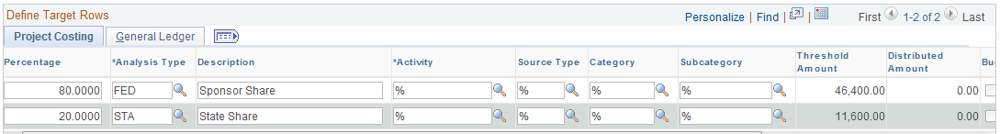 Define Target Rows
Personalize | Find | | First 1-2 of 2 Last
Project Costing General Ledger
Percentage *Analysis Type Description *Activity Source Type Category Subcategory Threshold Amount Distributed Amount Bu
80.0000 FED Sponsor Share % % % % 46,400.00 0.00
20.0000 STA State Share % % % % 11,600.00 0.00